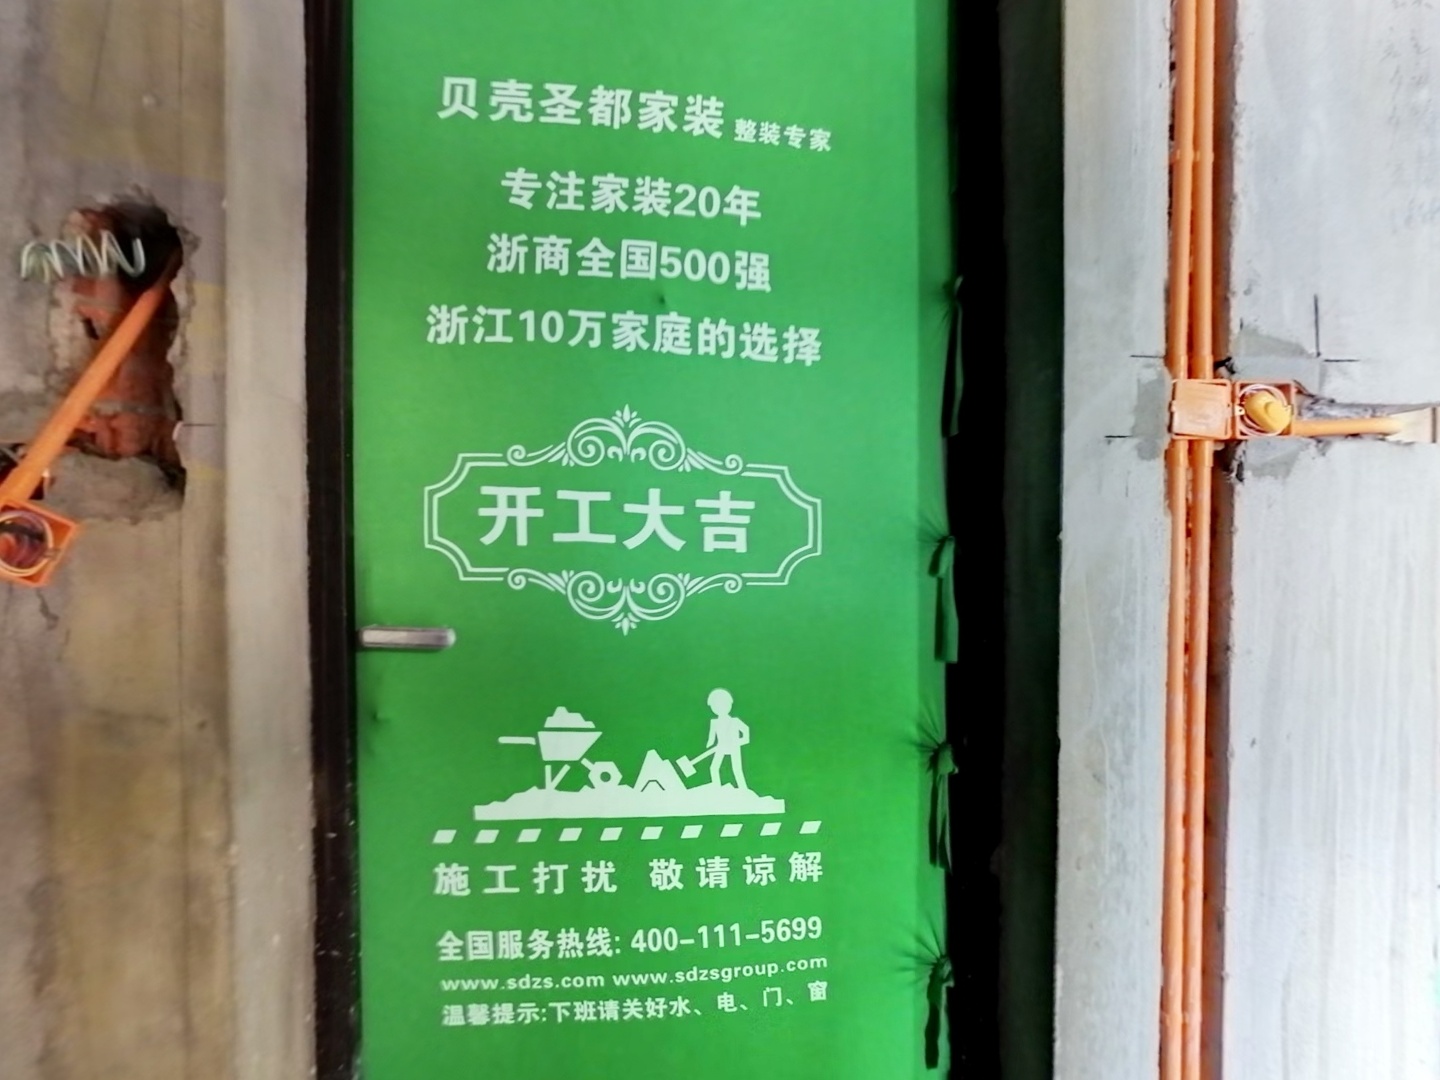 贝壳圣都家装 整装专家
专注家装20年
浙商全国500强
浙江10万家庭的选择
开工大吉
施工打扰 敬请谅解
全国服务热线: 400-111-5699
www.sdzs.com www.sdzsgroup.com
温馨提示:下班请关好水、电、门、窗